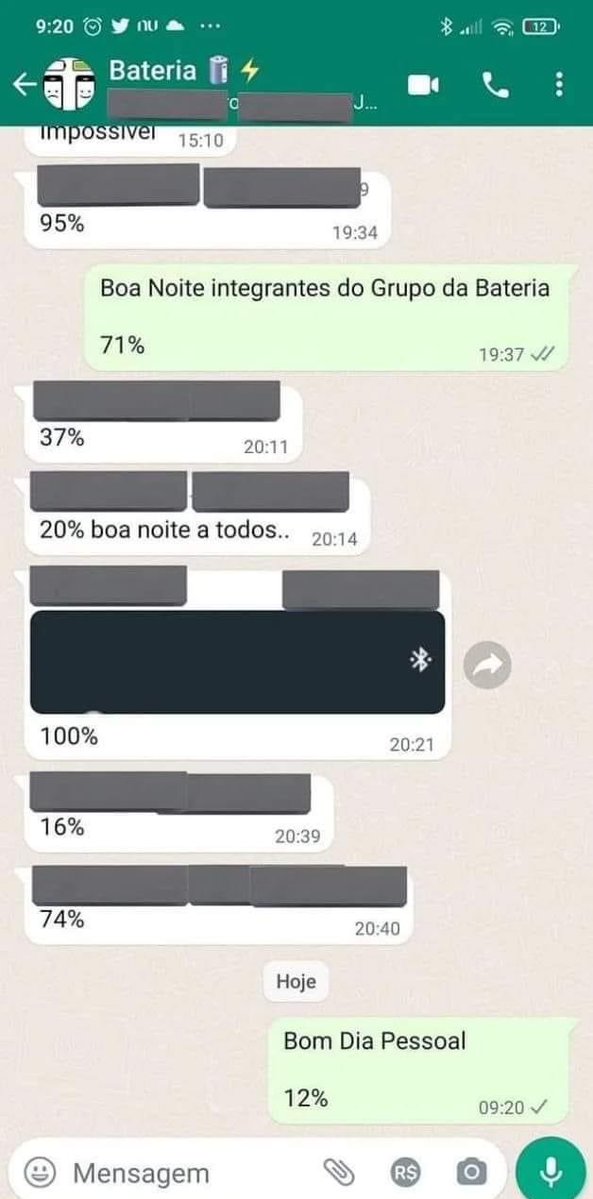 9:20
12
Bateria
J...
Impossível 15:10
9
95% 19:34
Boa Noite integrantes do Grupo da Bateria
71% 19:37
37% 20:11
20% boa noite a todos.. 20:14
100% 20:21
16% 20:39
74% 20:40
Hoje
Bom Dia Pessoal
12% 09:20
Mensagem R$